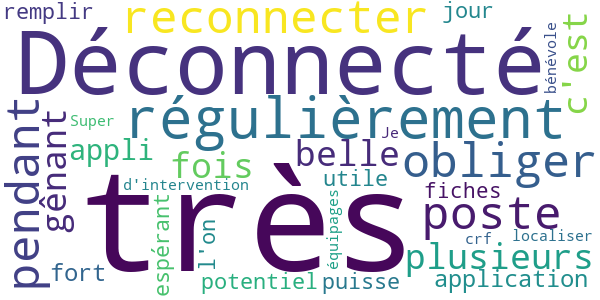 remplir
reconnecter
jour
Déconnecté
bénévole
c'est
pendant
gênant
Super
régulièrement
Je
appli
fois
belle
obliger
très
d'intervention
utile
équipages
fiches
poste
espérant
l'on
crf
localiser
plusieurs
fort
potentiel
puisse
application